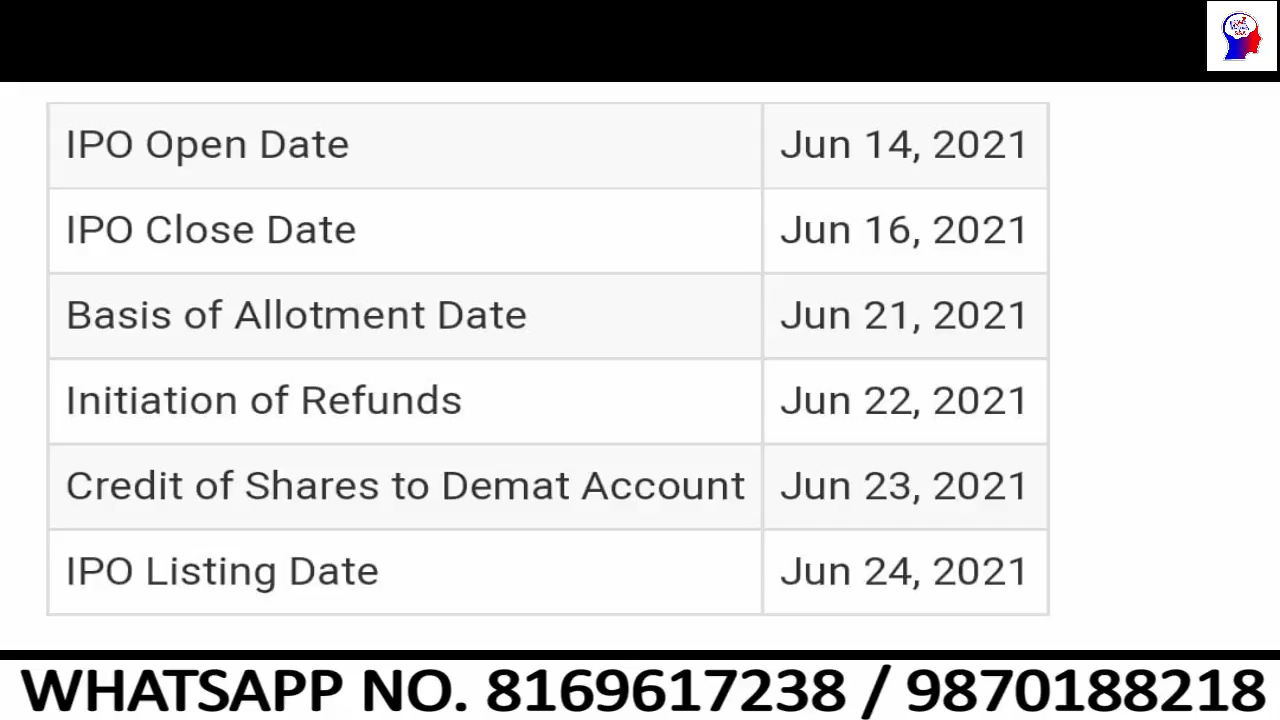 IPO Open Date Jun 14, 2021
IPO Close Date Jun 16, 2021
Basis of Allotment Date Jun 21, 2021
Initiation of Refunds Jun 22, 2021
Credit of Shares to Demat Account Jun 23, 2021
IPO Listing Date Jun 24, 2021
WHATSAPP NO. 8169617238 / 9870188218